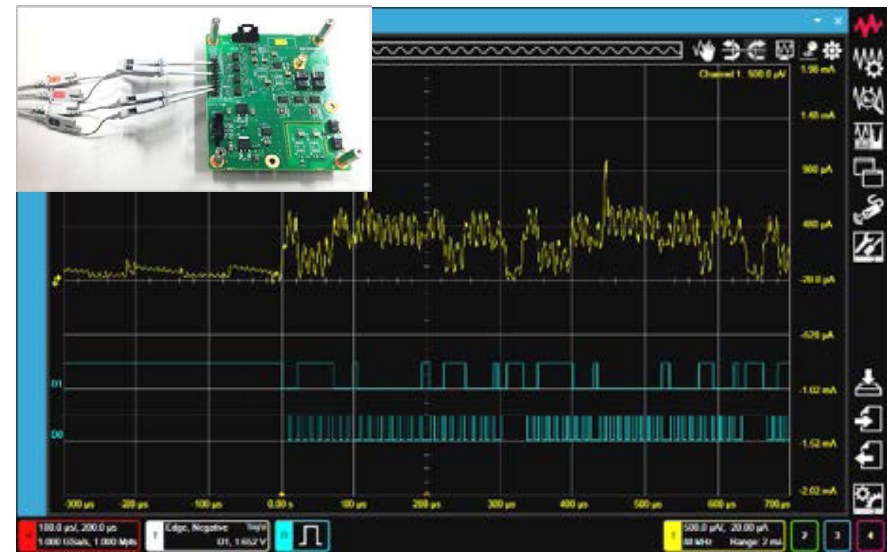 Channel 1. 500.0 µA/
1.98 mA
1.48 mA
980 µA
480 µA
-20.0 µA
-520 µA
D1
-1.02 mA
D0
-1.52 mA
-2.02 mA
-300 µs -200 µs -100 µs 0.00 s 100 µs 200 µs 300 µs 400 µs 500 µs 600 µs 700 µs
H 100.0 µs/, 200.0 µs
1.000 GSa/s, 1.000 Mpts
T Edge, Negative Trig'd
D1, 1.652 V
1 500.0 µA/, -20.00 µA
Range: 2 mA
2 3 4